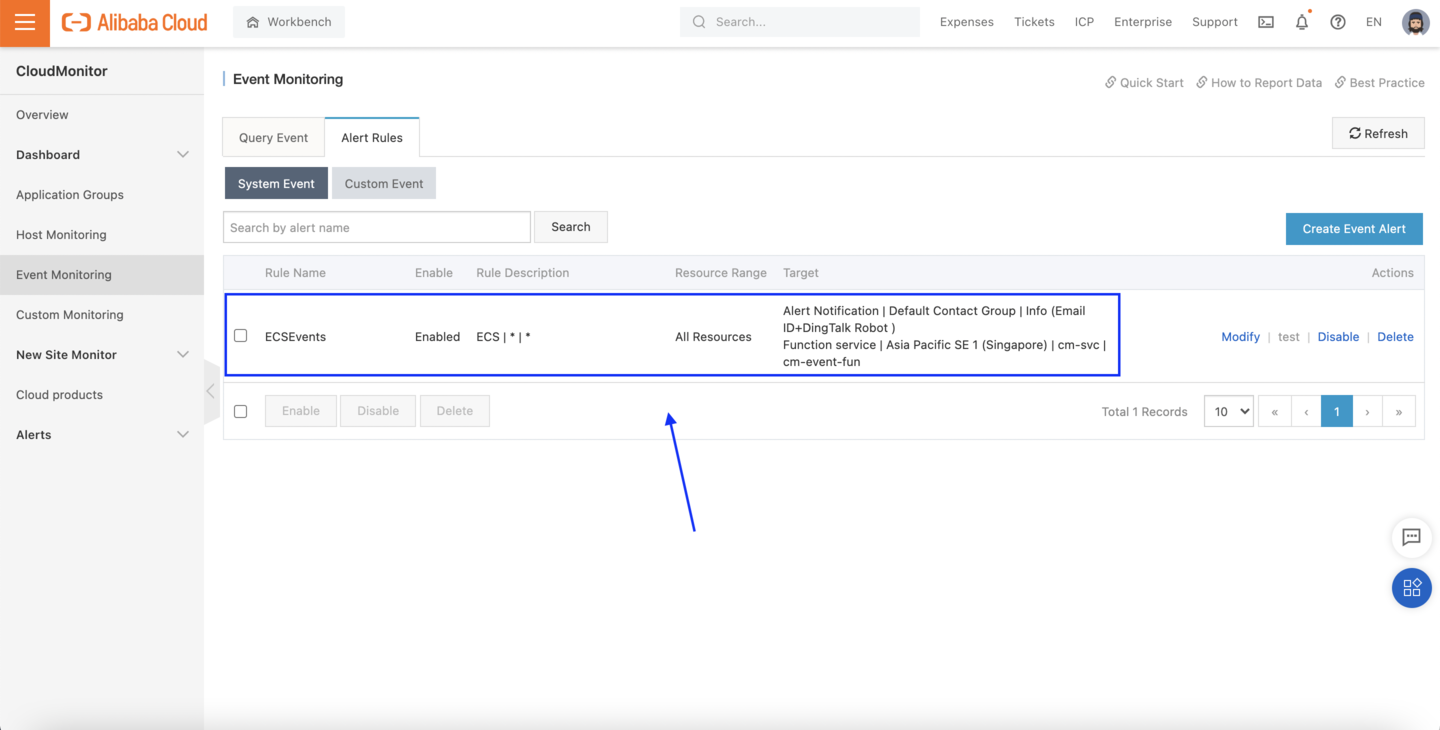 Alibaba Cloud
Workbench
Search...
Expenses
Tickets
ICP
Enterprise
Support
EN
CloudMonitor
Overview
Dashboard
Application Groups
Host Monitoring
Event Monitoring
Custom Monitoring
New Site Monitor
Cloud products
Alerts
Event Monitoring
Quick Start
How to Report Data
Best Practice
Query Event
Alert Rules
Refresh
System Event
Custom Event
Search by alert name
Search
Create Event Alert
Rule Name
Enable
Rule Description
Resource Range
Target
Actions
ECSEvents
Enabled
ECS | * | *
All Resources
Alert Notification | Default Contact Group | Info (Email
ID+DingTalk Robot )
Function service | Asia Pacific SE 1 (Singapore) | cm-svc |
cm-event-fun
Modify | test | Disable | Delete
Enable
Disable
Delete
Total 1 Records
10
« ‹ 1 › »